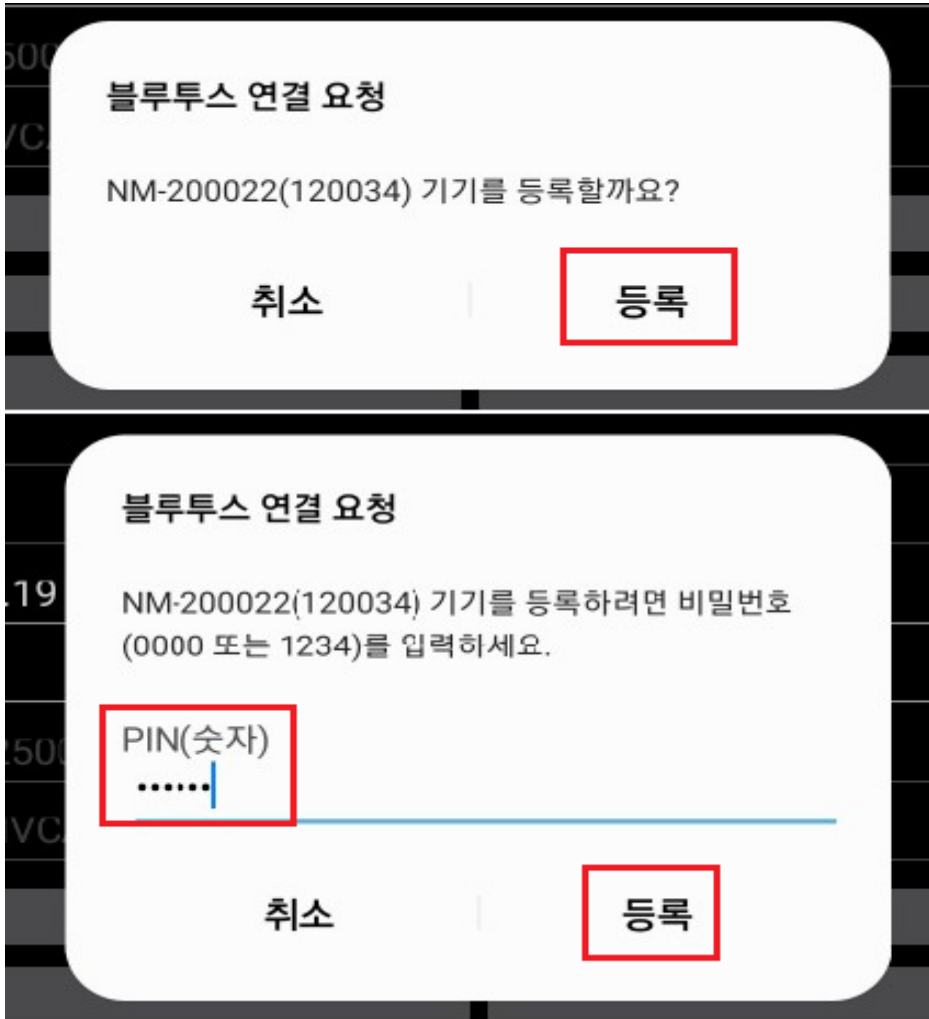 블루투스 연결 요청
NM-200022(120034) 기기를 등록할까요?
취소
등록
블루투스 연결 요청
.19
NM-200022(120034) 기기를 등록하려면 비밀번호
(0000 또는 1234)를 입력하세요.
PIN(숫자)
••••••
취소
등록